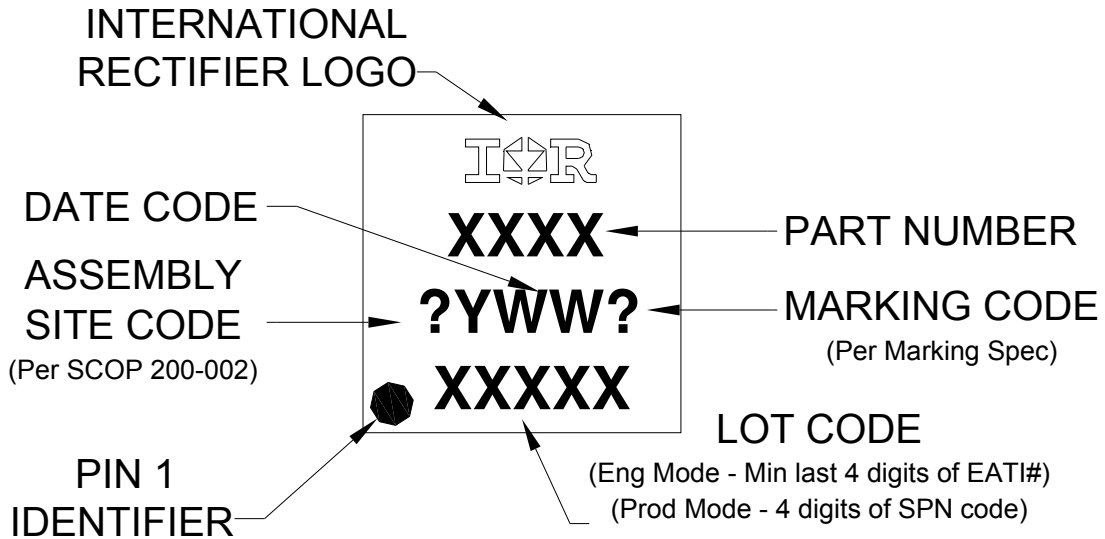 INTERNATIONAL
RECTIFIER LOGO
IOR
DATE CODE
XXXX
PART NUMBER
ASSEMBLY
SITE CODE
(Per SCOP 200-002)
?YWW?
MARKING CODE
(Per Marking Spec)
XXXXX
LOT CODE
(Eng Mode - Min last 4 digits of EATI#)
(Prod Mode - 4 digits of SPN code)
PIN 1
IDENTIFIER